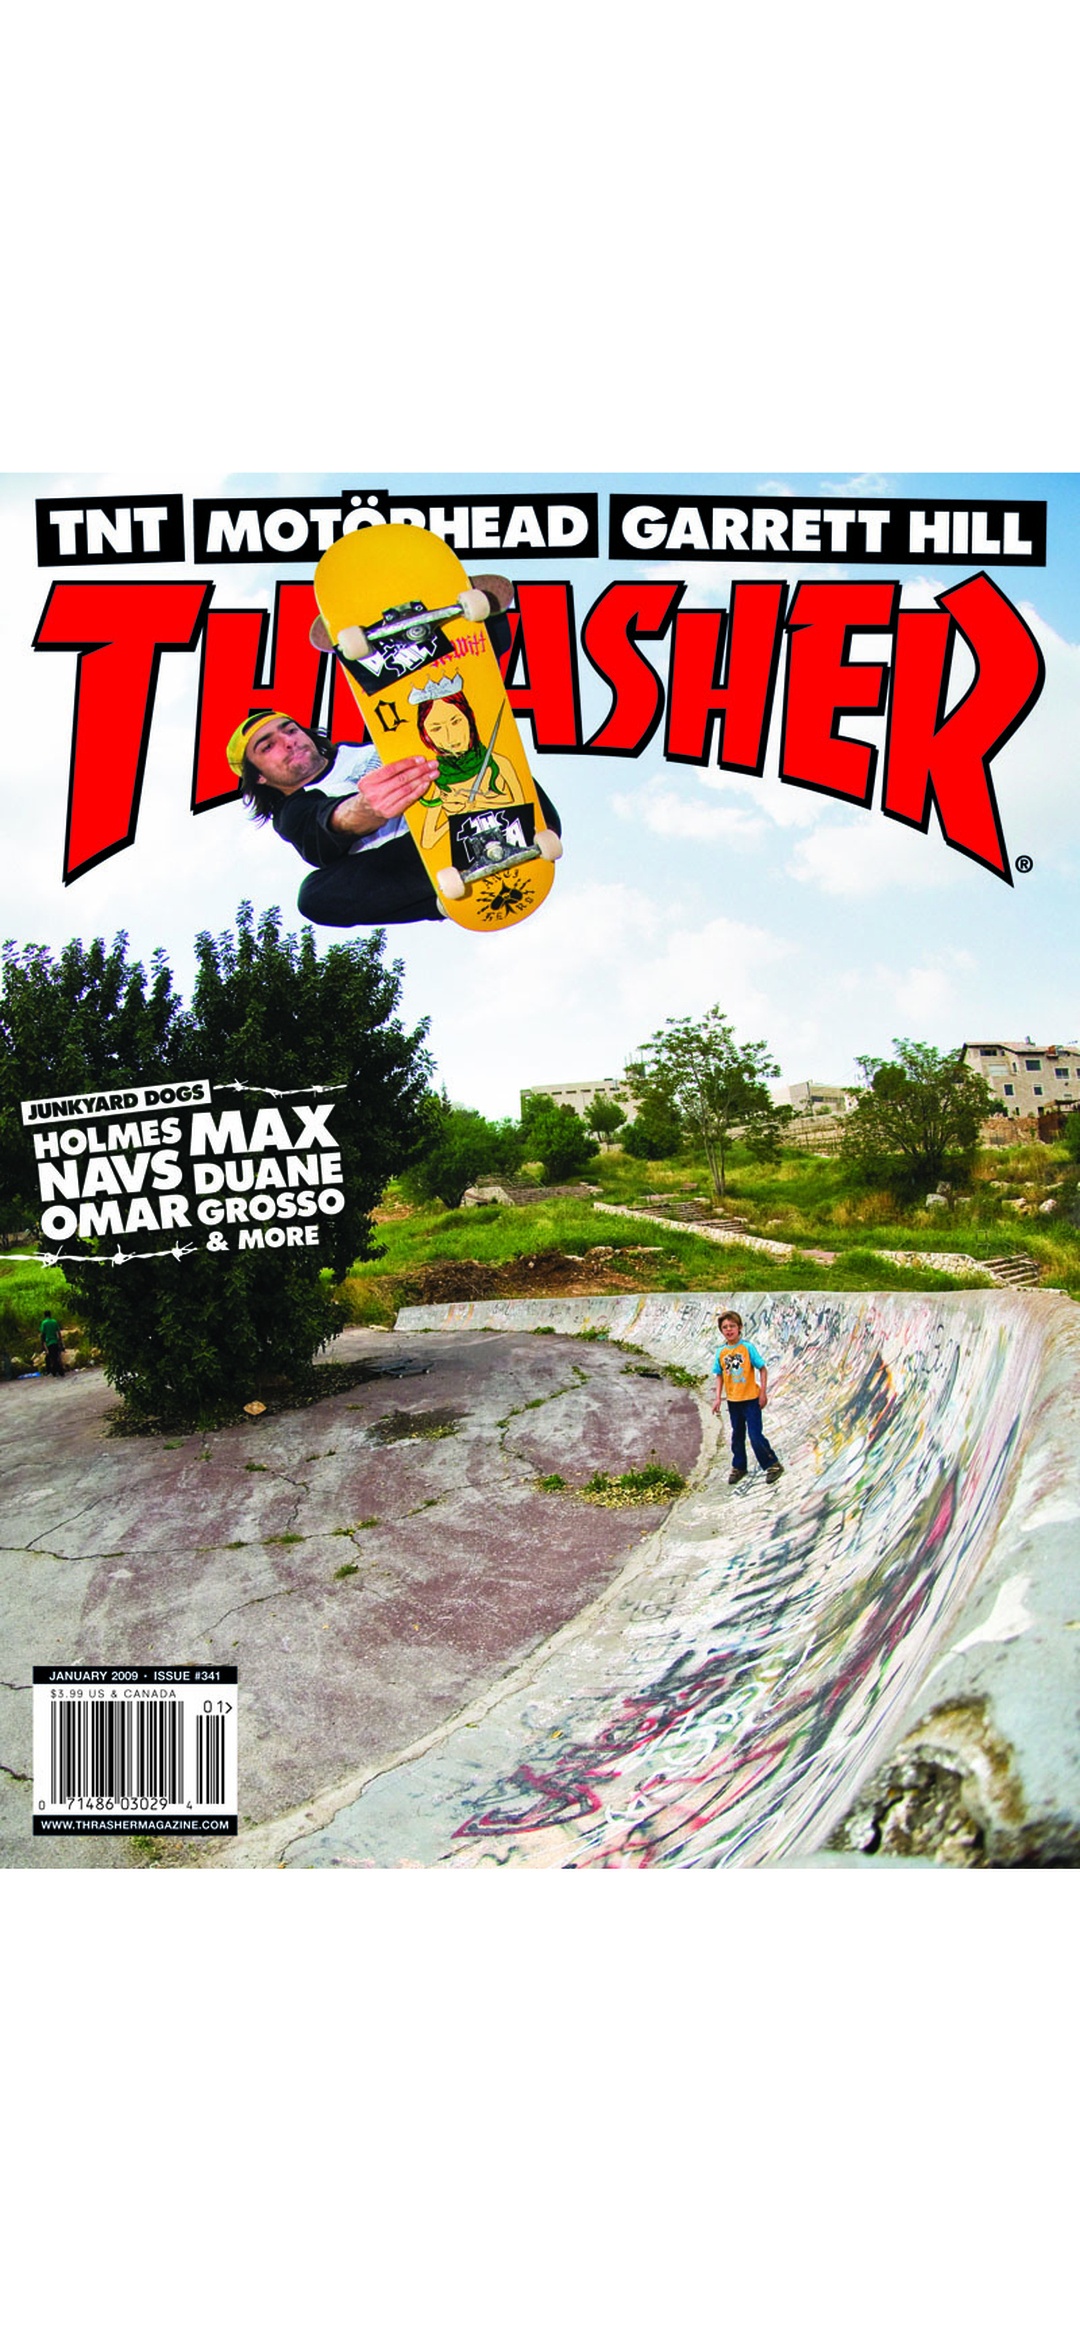 TNT MOTÖRHEAD GARRETT HILL
THRASHER
®
Q
JUNKYARD DOGS
HOLMES MAX
NAVS DUANE
OMAR GROSSO
& MORE
JANUARY 2009 · ISSUE #341
$3.99 US & CANADA
01>
0 71486 03029 4
WWW.THRASHERMAGAZINE.COM